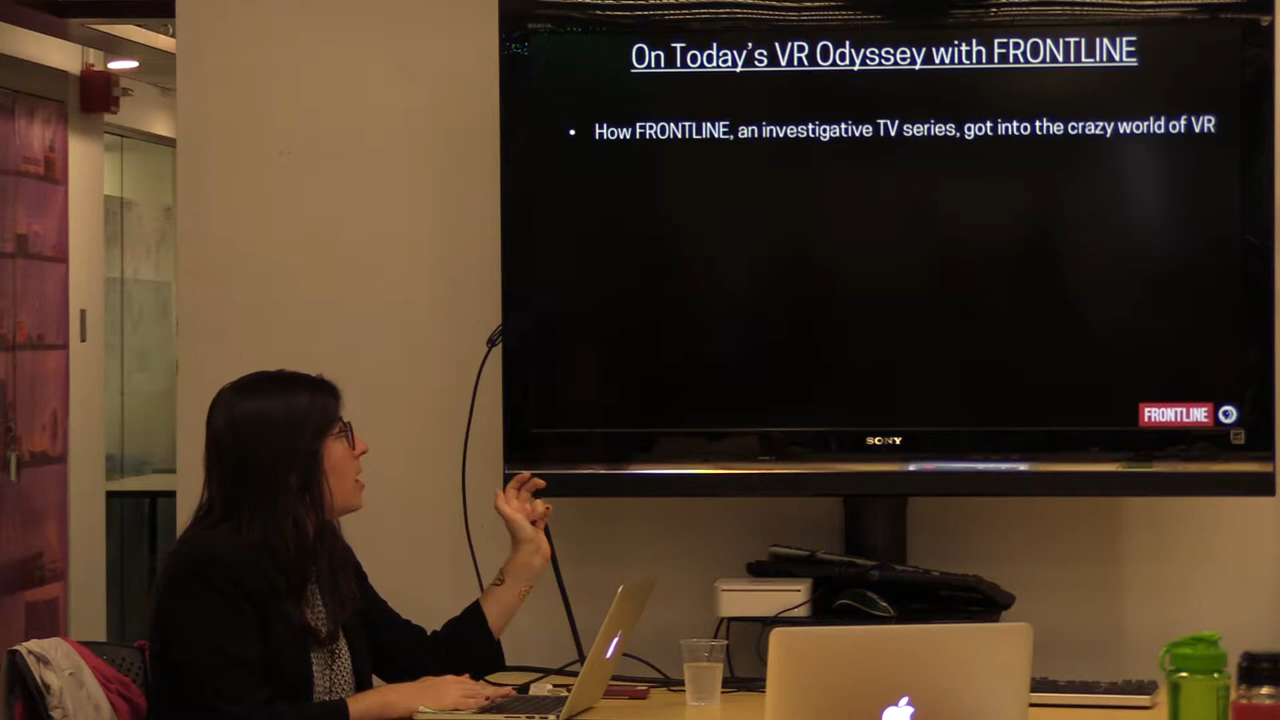 On Today's VR Odyssey with FRONTLINE
• How FRONTLINE, an investigative TV series, got into the crazy world of VR
FRONTLINE
SONY